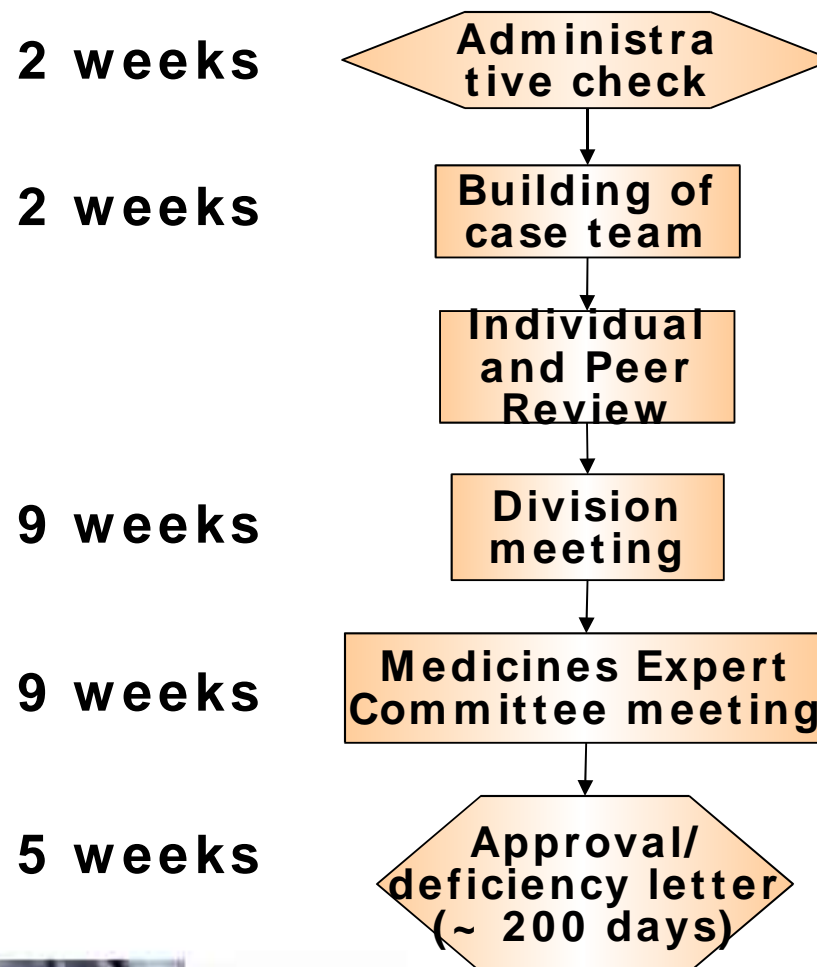 2 weeks
Administra
tive check
2 weeks
Building of
case team
Individual
and Peer
Review
9 weeks
Division
meeting
9 weeks
Medicines Expert
Committee meeting
5 weeks
Approval/
deficiency letter
(~ 200 days)